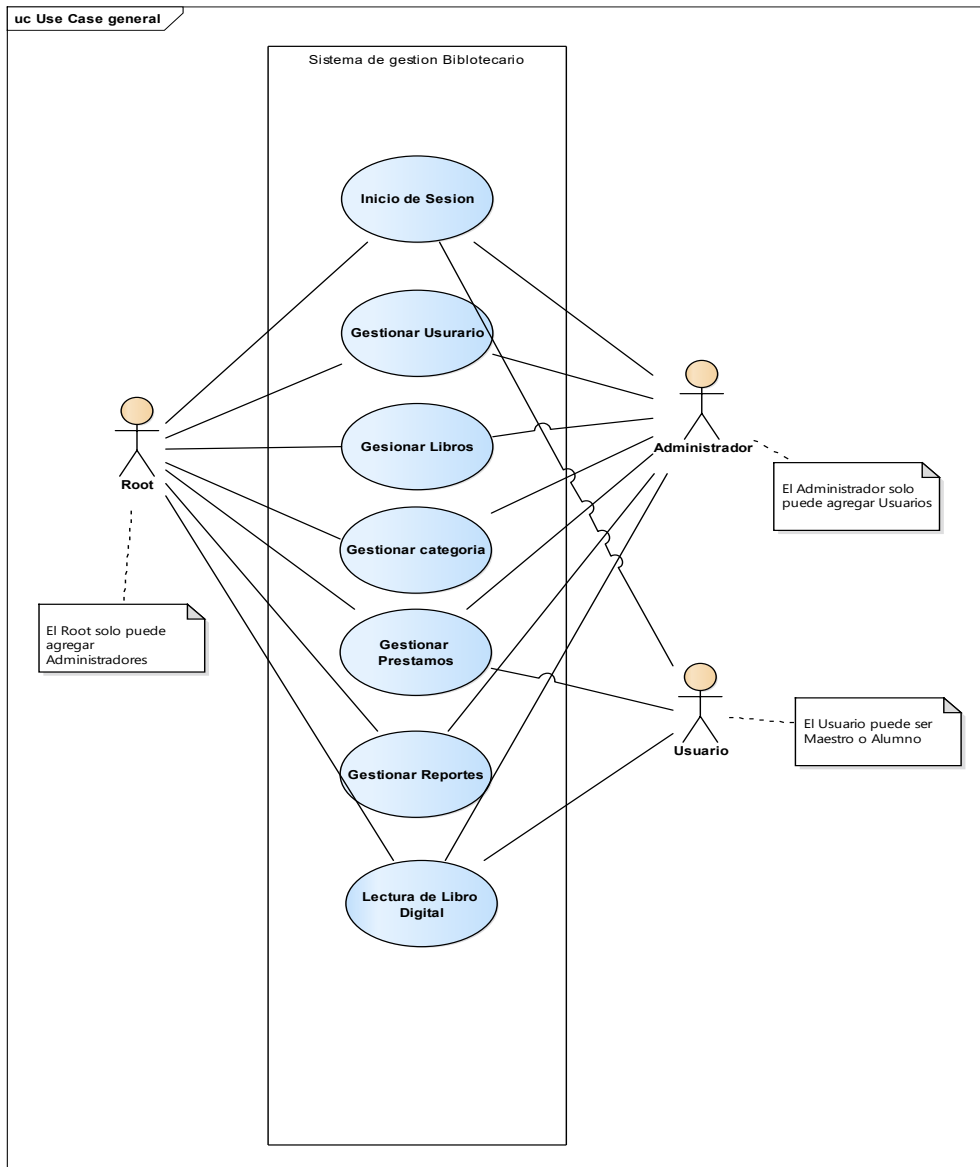 uc Use Case general
Sistema de gestion Biblotecario
Inicio de Sesion
Gestionar Usurario
Gesionar Libros
Gestionar categoria
Gestionar
Prestamos
Gestionar Reportes
Lectura de Libro
Digital
Root
El Root solo puede
agregar
Administradores
Administrador
El Administrador solo
puede agregar Usuarios
Usuario
El Usuario puede ser
Maestro o Alumno